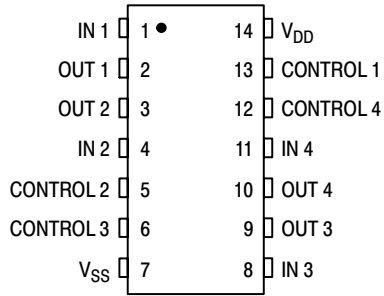 IN 1 1 14 VDD
OUT 1 2 13 CONTROL 1
OUT 2 3 12 CONTROL 4
IN 2 4 11 IN 4
CONTROL 2 5 10 OUT 4
CONTROL 3 6 9 OUT 3
VSS 7 8 IN 3